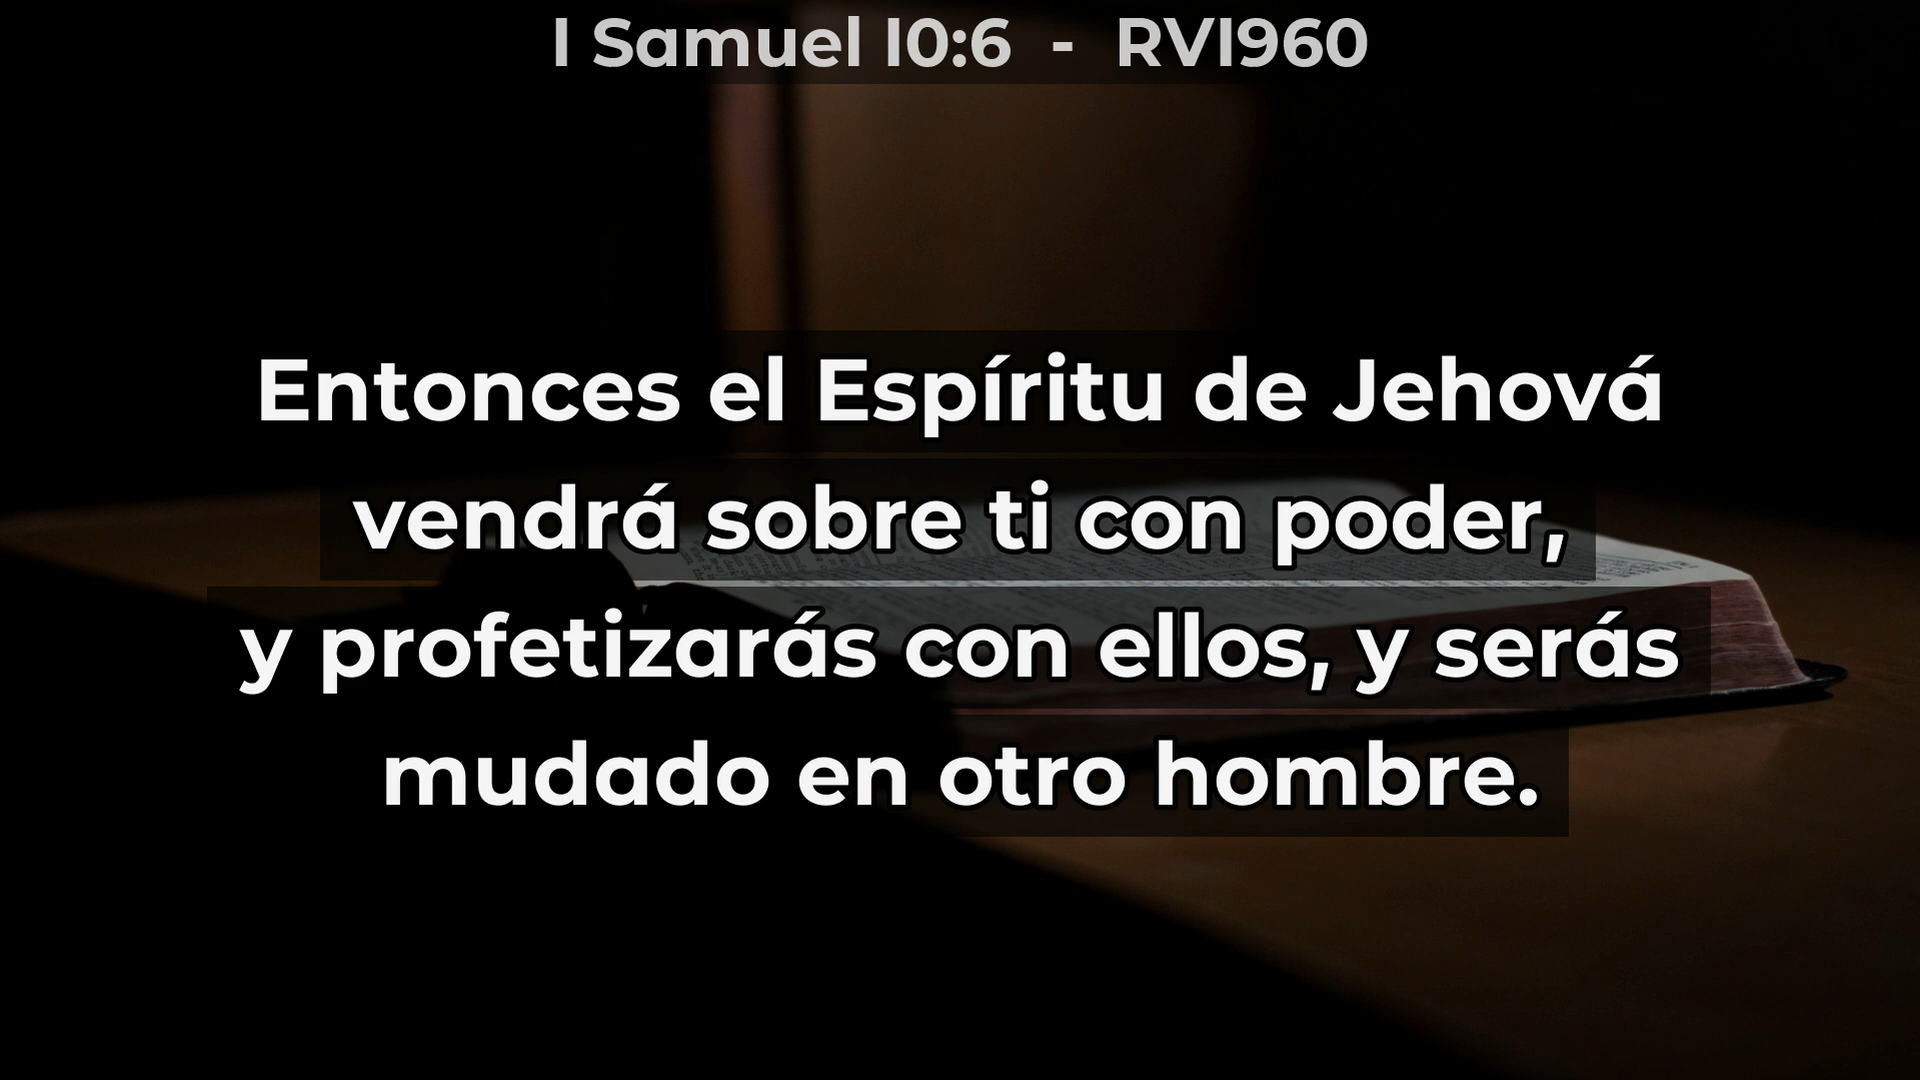 1 Samuel 10:6 - RV1960
Entonces el Espíritu de Jehová
vendrá sobre ti con poder,
y profetizarás con ellos, y serás
mudado en otro hombre.